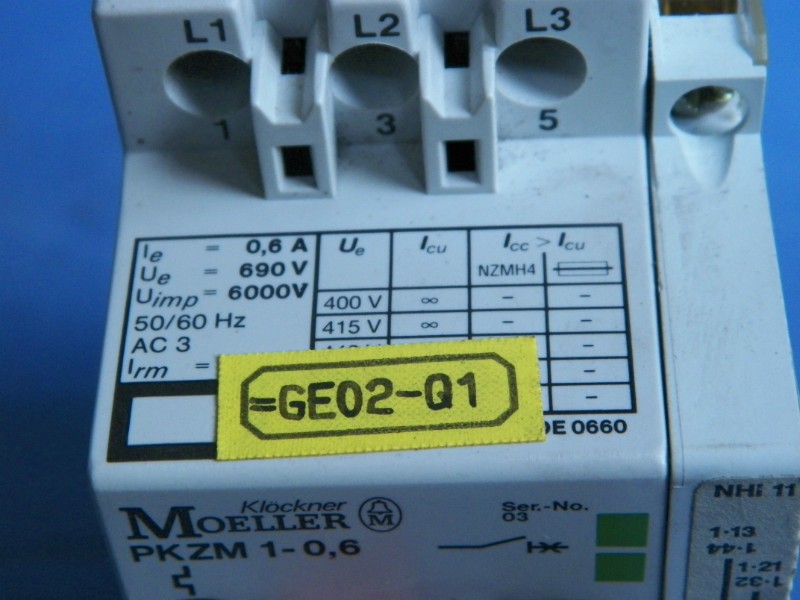 L1 L2 L3
1 3 5
Ie = 0,6 A
Ue = 690 V
Uimp = 6000V
50/60 Hz
AC 3
Irm =
Ue Icu Icc > Icu
NZMH4
400 V ∞ – –
415 V ∞ – –
–
–
=GE02-Q1
0660
Klöckner
MOELLER M
PKZM 1-0,6
Ser.-No.
03
NHi 11
1·13
1·44
1·21
1·32